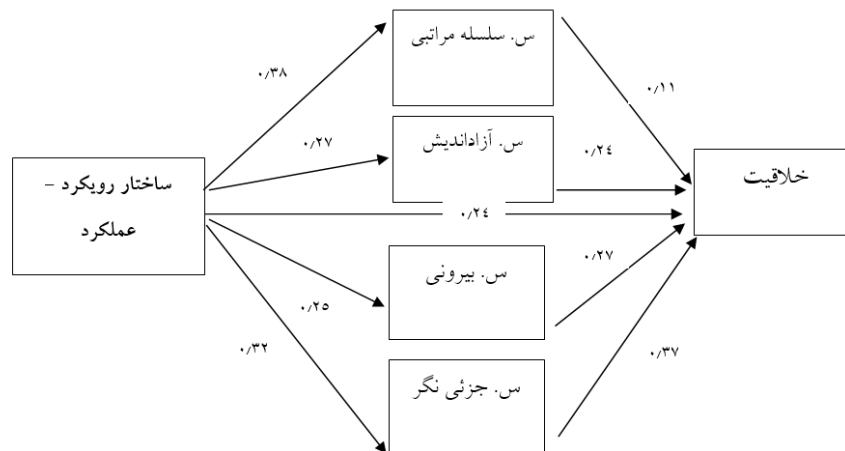 س. سلسله مراتبی
۰/۳۸
۰/۱۱
س. آزاداندیش
۰/۲۷
۰/۲٤
ساختار رویکرد –
عملکرد
خلاقیت
۰/۲٤
س. بیرونی
۰/۲۷
۰/۲٥
س. جزئی نگر
۰/۳۲
۰/۳۷